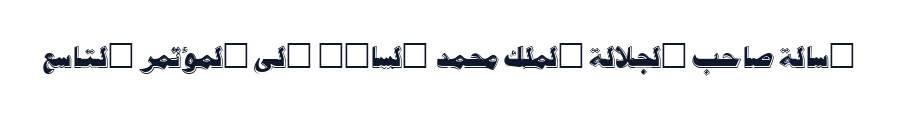 □سالة صاحب □لجلالة □لملك محمد □لسا□□ □لى □لمؤتمر □لتاسع